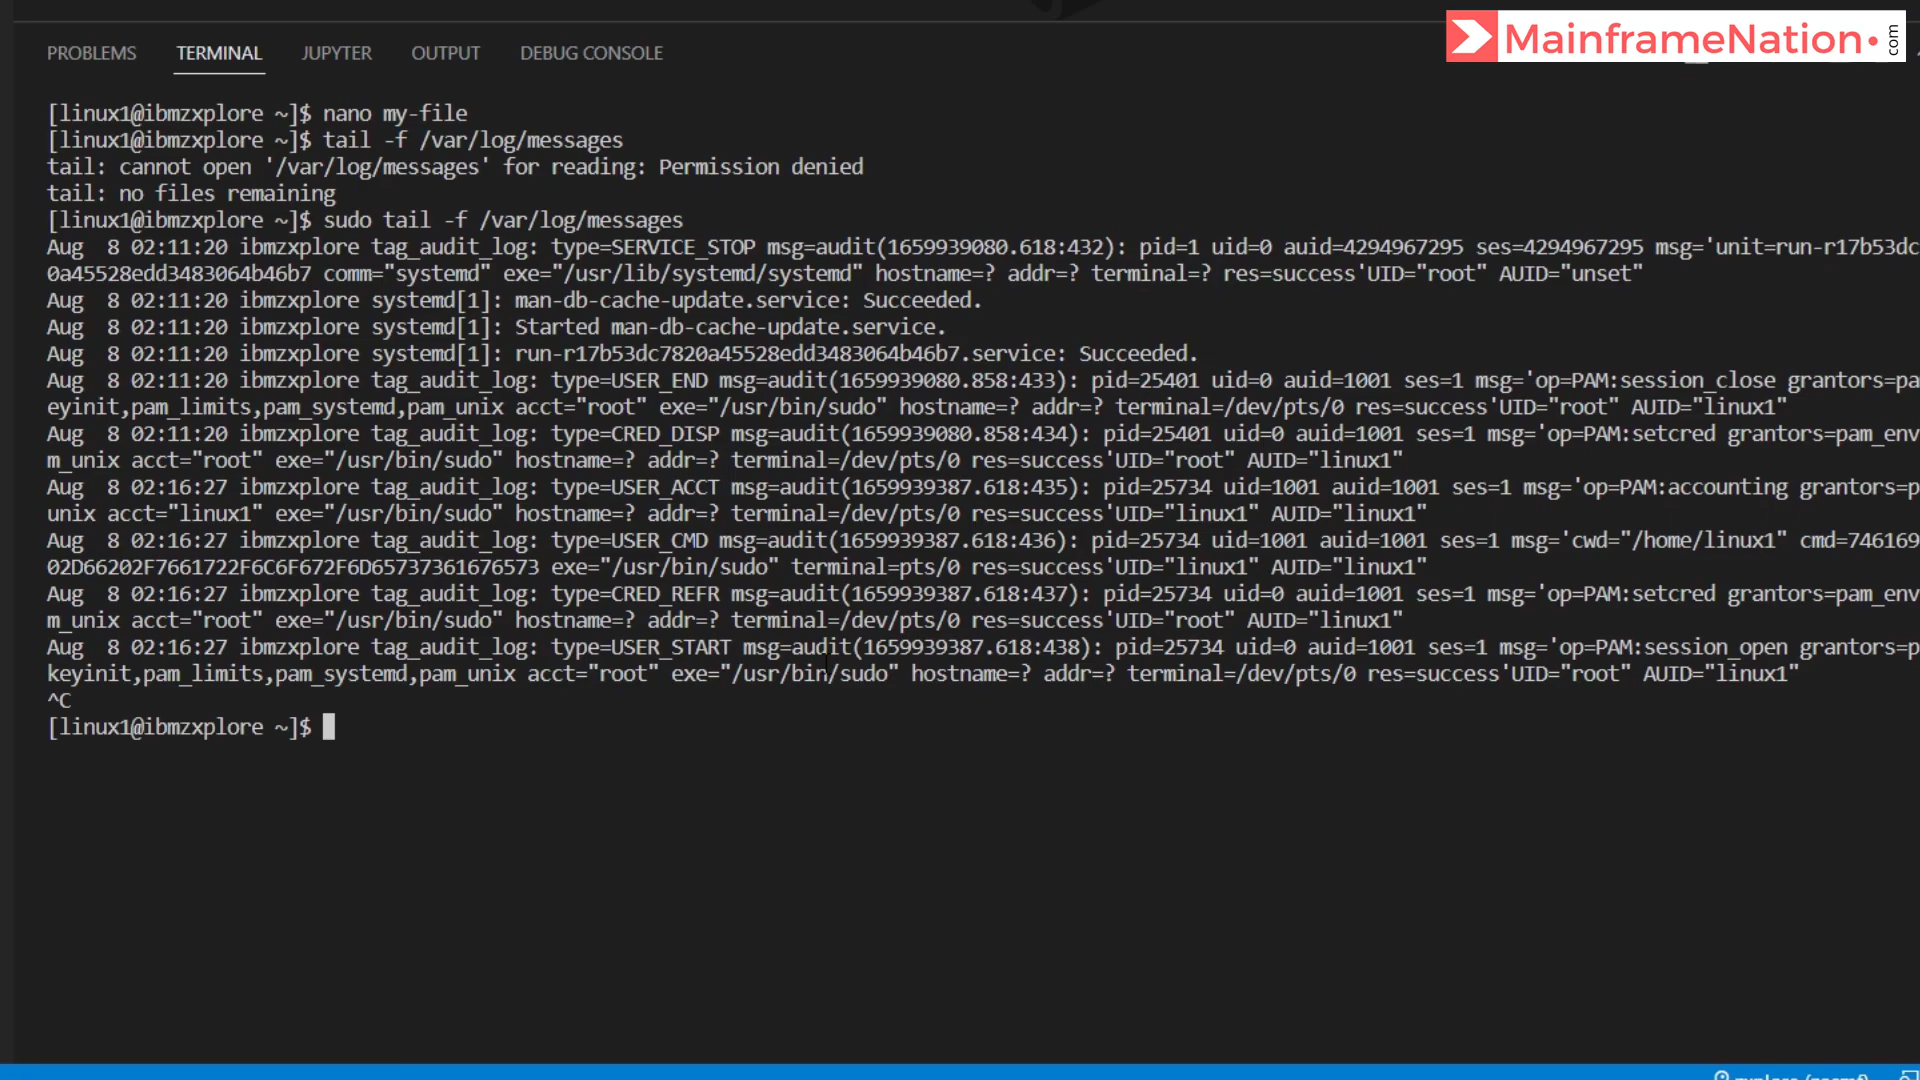 MainframeNation.com
PROBLEMS TERMINAL JUPYTER OUTPUT DEBUG CONSOLE
[linux1@ibmzxplore ~]$ nano my-file
[linux1@ibmzxplore ~]$ tail -f /var/log/messages
tail: cannot open '/var/log/messages' for reading: Permission denied
tail: no files remaining
[linux1@ibmzxplore ~]$ sudo tail -f /var/log/messages
Aug  8 02:11:20 ibmzxplore tag_audit_log: type=SERVICE_STOP msg=audit(1659939080.618:432): pid=1 uid=0 auid=4294967295 ses=4294967295 msg='unit=run-r17b53dc
0a45528edd3483064b46b7 comm="systemd" exe="/usr/lib/systemd/systemd" hostname=? addr=? terminal=? res=success'UID="root" AUID="unset"
Aug  8 02:11:20 ibmzxplore systemd[1]: man-db-cache-update.service: Succeeded.
Aug  8 02:11:20 ibmzxplore systemd[1]: Started man-db-cache-update.service.
Aug  8 02:11:20 ibmzxplore systemd[1]: run-r17b53dc7820a45528edd3483064b46b7.service: Succeeded.
Aug  8 02:11:20 ibmzxplore tag_audit_log: type=USER_END msg=audit(1659939080.858:433): pid=25401 uid=0 auid=1001 ses=1 msg='op=PAM:session_close grantors=pa
eyinit,pam_limits,pam_systemd,pam_unix acct="root" exe="/usr/bin/sudo" hostname=? addr=? terminal=/dev/pts/0 res=success'UID="root" AUID="linux1"
Aug  8 02:11:20 ibmzxplore tag_audit_log: type=CRED_DISP msg=audit(1659939080.858:434): pid=25401 uid=0 auid=1001 ses=1 msg='op=PAM:setcred grantors=pam_env
m_unix acct="root" exe="/usr/bin/sudo" hostname=? addr=? terminal=/dev/pts/0 res=success'UID="root" AUID="linux1"
Aug  8 02:16:27 ibmzxplore tag_audit_log: type=USER_ACCT msg=audit(1659939387.618:435): pid=25734 uid=1001 auid=1001 ses=1 msg='op=PAM:accounting grantors=p
unix acct="linux1" exe="/usr/bin/sudo" hostname=? addr=? terminal=/dev/pts/0 res=success'UID="linux1" AUID="linux1"
Aug  8 02:16:27 ibmzxplore tag_audit_log: type=USER_CMD msg=audit(1659939387.618:436): pid=25734 uid=1001 auid=1001 ses=1 msg='cwd="/home/linux1" cmd=746169
02D66202F7661722F6C6F672F6D65737361676573 exe="/usr/bin/sudo" terminal=pts/0 res=success'UID="linux1" AUID="linux1"
Aug  8 02:16:27 ibmzxplore tag_audit_log: type=CRED_REFR msg=audit(1659939387.618:437): pid=25734 uid=0 auid=1001 ses=1 msg='op=PAM:setcred grantors=pam_env
m_unix acct="root" exe="/usr/bin/sudo" hostname=? addr=? terminal=/dev/pts/0 res=success'UID="root" AUID="linux1"
Aug  8 02:16:27 ibmzxplore tag_audit_log: type=USER_START msg=audit(1659939387.618:438): pid=25734 uid=0 auid=1001 ses=1 msg='op=PAM:session_open grantors=p
keyinit,pam_limits,pam_systemd,pam_unix acct="root" exe="/usr/bin/sudo" hostname=? addr=? terminal=/dev/pts/0 res=success'UID="root" AUID="linux1"
^C
[linux1@ibmzxplore ~]$